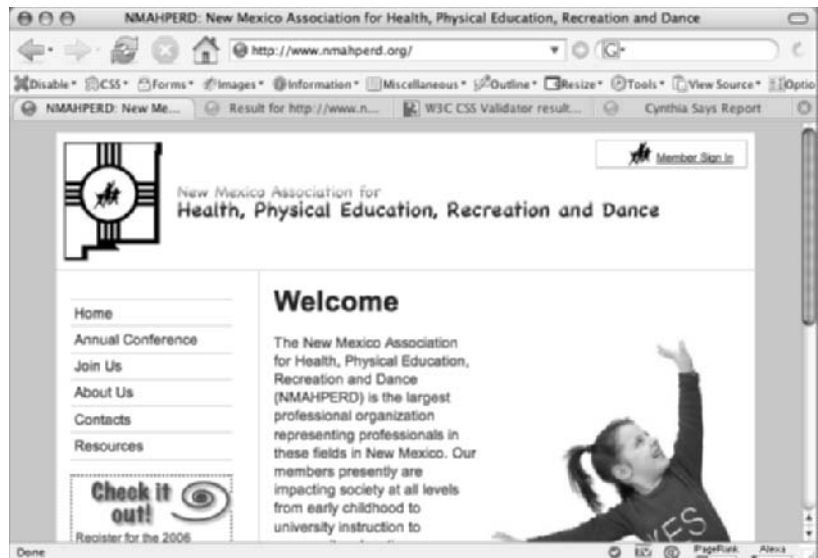 NMAHPERD: New Mexico Association for Health, Physical Education, Recreation and Dance
http://www.nmahperd.org/
G
Disable CSS Forms Images Information Miscellaneous Outline Resize Tools View Source Optio
NMAHPERD: New Me... Result for http://www.n... W3C CSS Validator result... Cynthia Says Report
Member Sign In
New Mexico Association for
Health, Physical Education, Recreation and Dance
Home
Annual Conference
Join Us
About Us
Contacts
Resources
Check it
out!
Register for the 2006
Welcome
The New Mexico Association
for Health, Physical Education,
Recreation and Dance
(NMAHPERD) is the largest
professional organization
representing professionals in
these fields in New Mexico. Our
members presently are
impacting society at all levels
from early childhood to
university instruction to
Done
PageRank Alexa